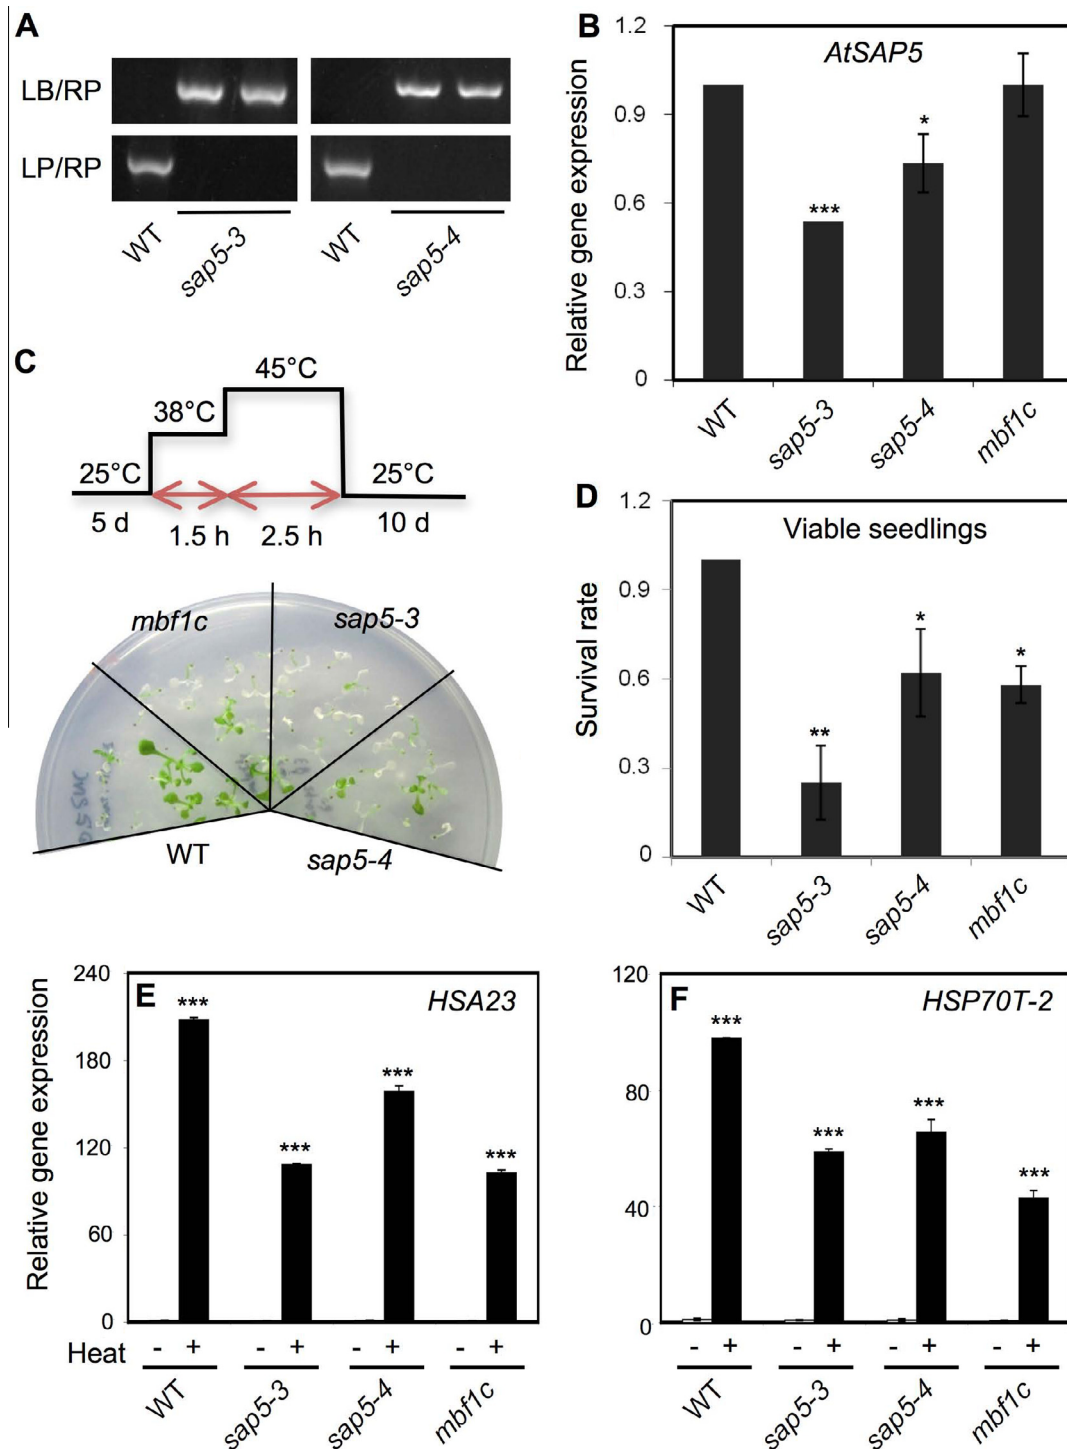 A
LB/RP
LP/RP
WT
sap5-3
WT
sap5-4
B
AtSAP5
Relative gene expression
1.2
0.9
0.6
0.3
0
***
*
WT
sap5-3
sap5-4
mbf1c
C
45°C
38°C
25°C
25°C
5 d
1.5 h
2.5 h
10 d
mbf1c
sap5-3
WT
sap5-4
D
Viable seedlings
Survival rate
1.2
0.9
0.6
0.3
0
**
*
*
WT
sap5-3
sap5-4
mbf1c
E
HSA23
Relative gene expression
240
180
120
60
0
***
***
***
***
Heat
- + - + - + - +
WT
sap5-3
sap5-4
mbf1c
F
HSP70T-2
120
80
40
0
***
***
***
***
- + - + - + - +
WT
sap5-3
sap5-4
mbf1c